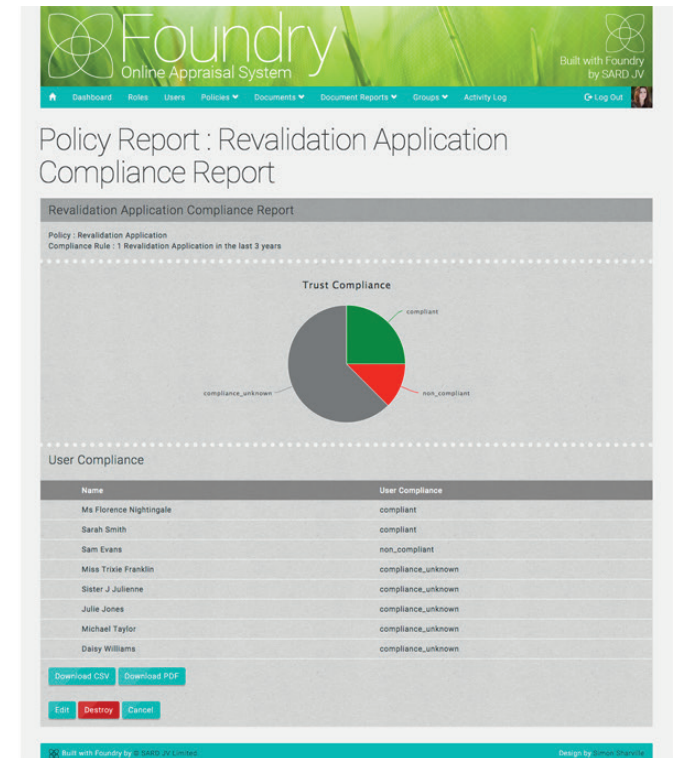 Foundry
Online Appraisal System
Built with Foundry
by SARD JV
Dashboard Roles Users Policies Documents Document Reports Groups Activity Log Log Out
Policy Report : Revalidation Application
Compliance Report
Revalidation Application Compliance Report
Policy : Revalidation Application
Compliance Rule : 1 Revalidation Application in the last 3 years
Trust Compliance
compliant
compliance_unknown
non_compliant
User Compliance
Name User Compliance
Ms Florence Nightingale compliant
Sarah Smith compliant
Sam Evans non_compliant
Miss Trixie Franklin compliance_unknown
Sister J Julienne compliance_unknown
Julie Jones compliance_unknown
Michael Taylor compliance_unknown
Daisy Williams compliance_unknown
Download CSV Download PDF
Edit Destroy Cancel
Built with Foundry by © SARD JV Limited Design by Simon Sharville